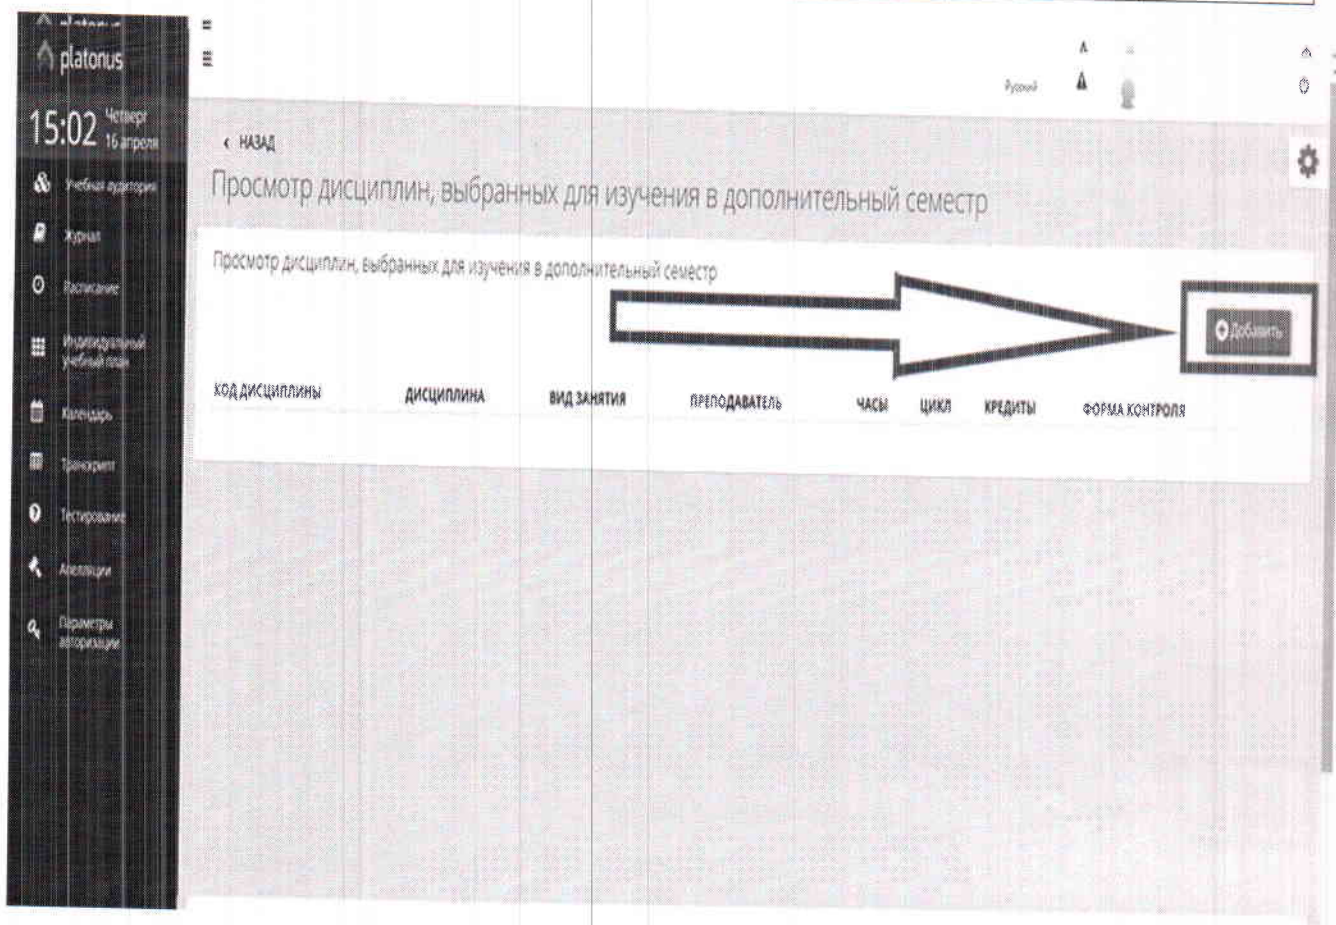 platonus
15:02 Четверг
16 апреля
Русский
‹ НАЗАД
Учебная аудитория
Просмотр дисциплин, выбранных для изучения в дополнительный семестр
Журнал
Просмотр дисциплин, выбранных для изучения в дополнительный семестр
Расписание
Добавить
Индивидуальный
учебный план
КОД ДИСЦИПЛИНЫ ДИСЦИПЛИНА ВИД ЗАНЯТИЯ ПРЕПОДАВАТЕЛЬ ЧАСЫ ЦИКЛ КРЕДИТЫ ФОРМА КОНТРОЛЯ
Календарь
Транскрипт
Тестирование
Апелляции
Параметры
авторизации